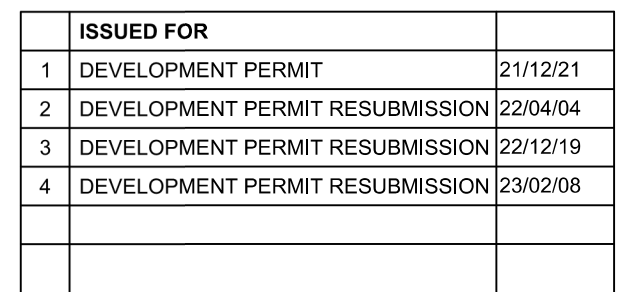 ISSUED FOR
1 DEVELOPMENT PERMIT 21/12/21
2 DEVELOPMENT PERMIT RESUBMISSION 22/04/04
3 DEVELOPMENT PERMIT RESUBMISSION 22/12/19
4 DEVELOPMENT PERMIT RESUBMISSION 23/02/08